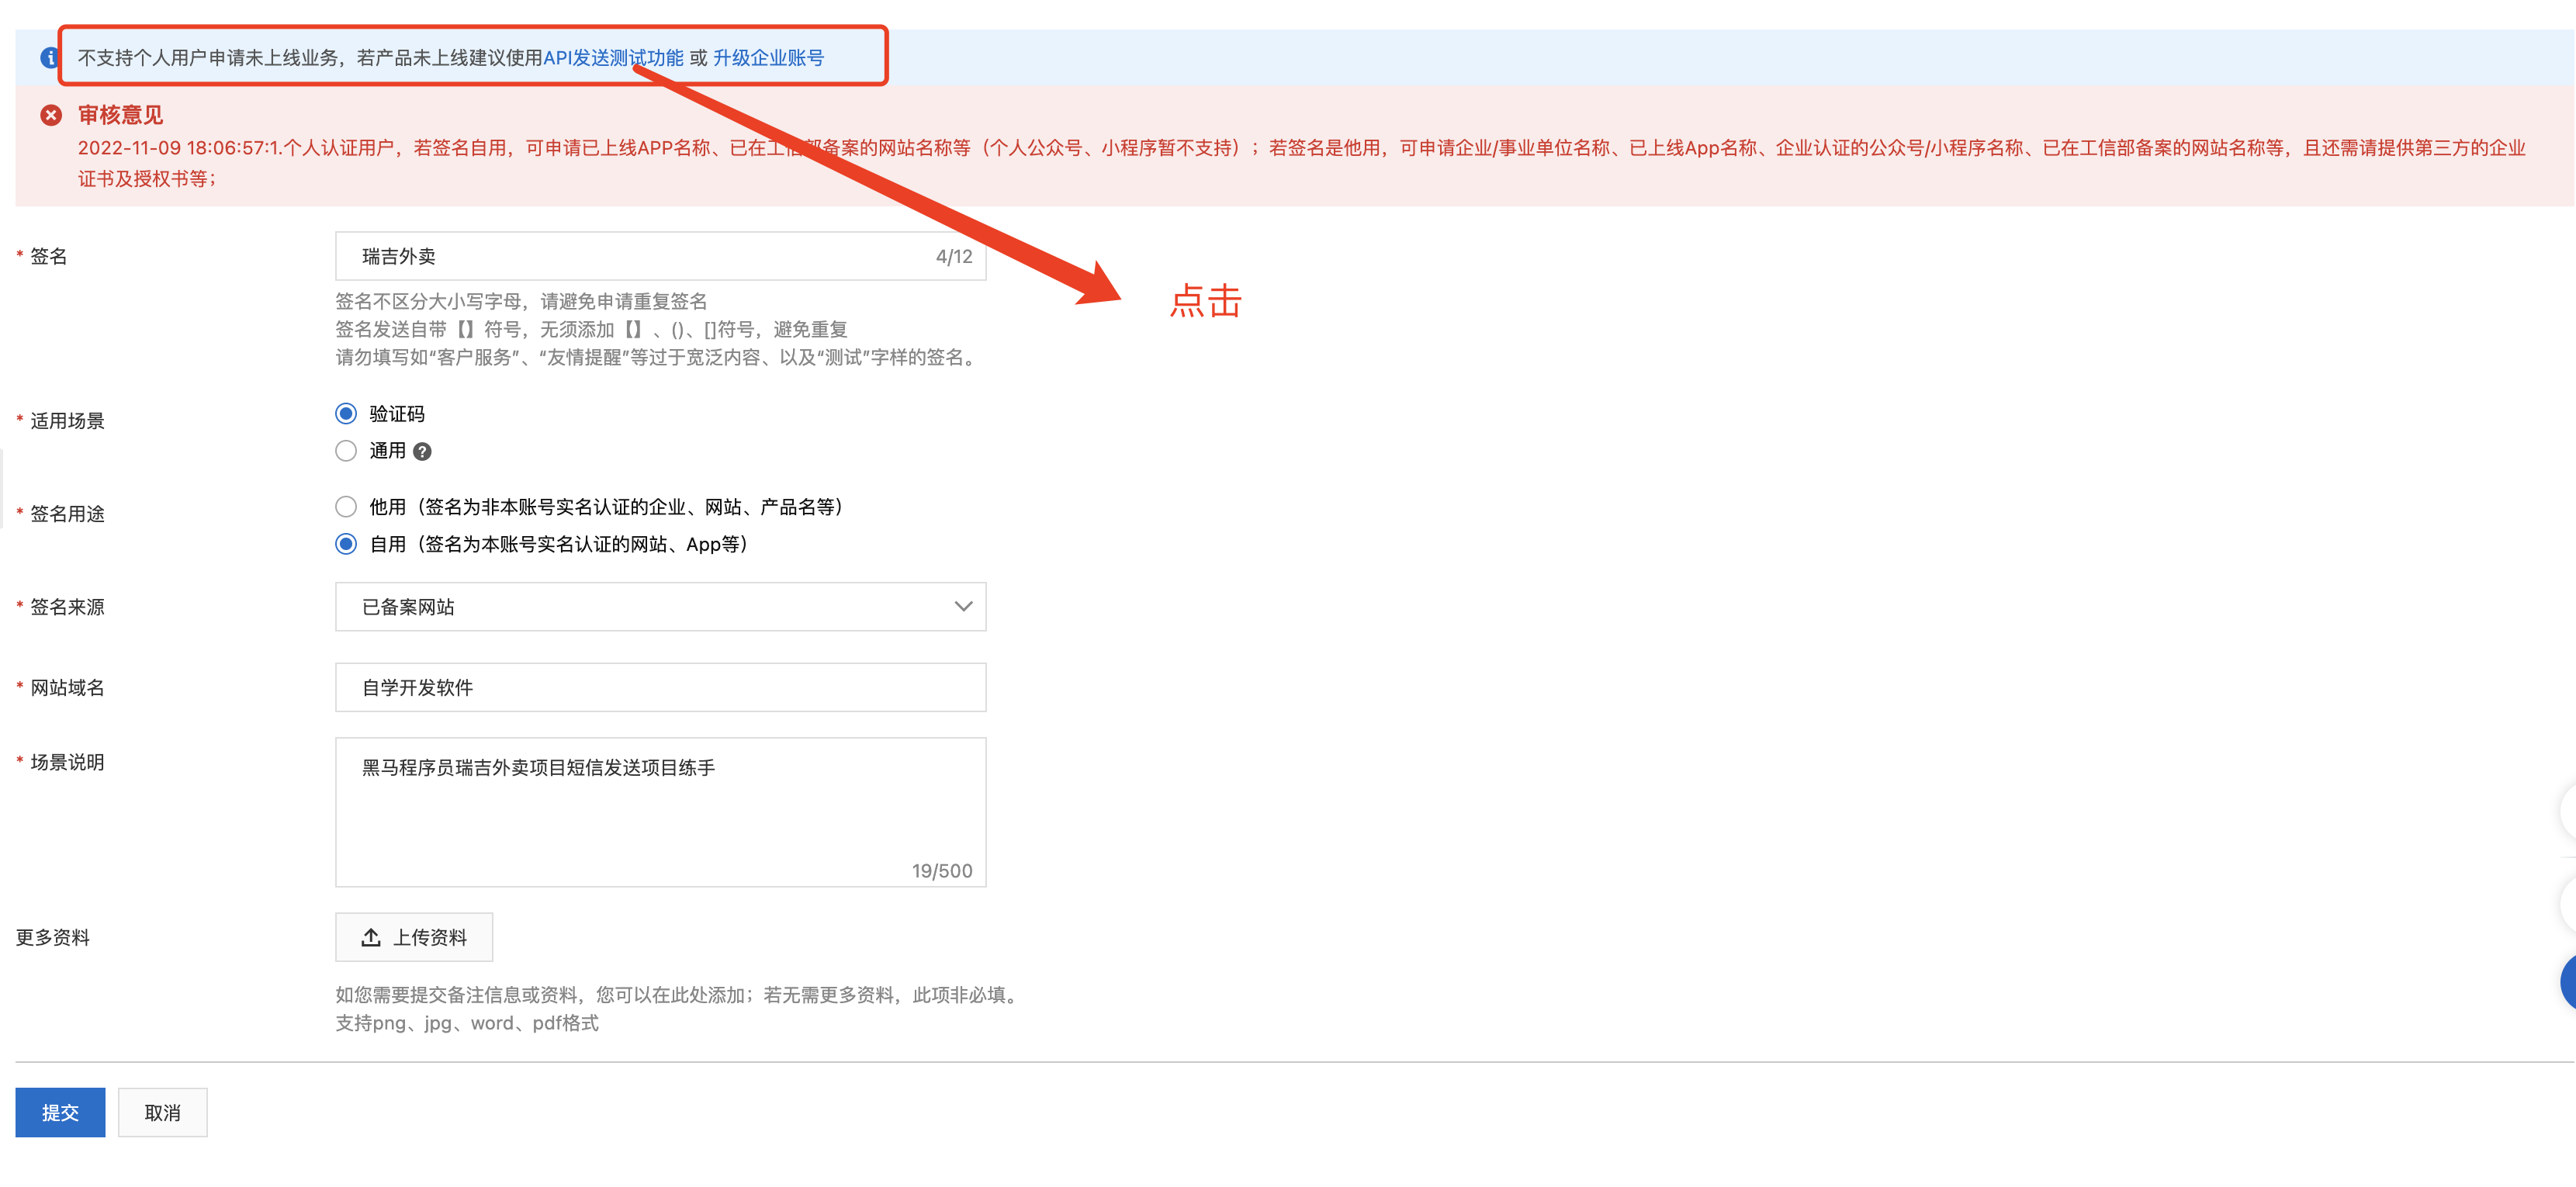 不支持个人用户申请未上线业务，若产品未上线建议使用API发送测试功能 或 升级企业账号
审核意见
2022-11-09 18:06:57:1.个人认证用户，若签名自用，可申请已上线APP名称、已在工信部备案的网站名称等（个人公众号、小程序暂不支持）；若签名是他用，可申请企业/事业单位名称、已上线App名称、企业认证的公众号/小程序名称、已在工信部备案的网站名称等，且还需请提供第三方的企业
证书及授权书等；
* 签名
瑞吉外卖
4/12
点击
签名不区分大小写字母，请避免申请重复签名
签名发送自带【】符号，无须添加【】、()、[]符号，避免重复
请勿填写如“客户服务”、“友情提醒”等过于宽泛内容、以及“测试”字样的签名。
* 适用场景
验证码
通用
* 签名用途
他用（签名为非本账号实名认证的企业、网站、产品名等）
自用（签名为本账号实名认证的网站、App等）
* 签名来源
已备案网站
* 网站域名
自学开发软件
* 场景说明
黑马程序员瑞吉外卖项目短信发送项目练手
19/500
更多资料
上传资料
如您需要提交备注信息或资料，您可以在此处添加；若无需更多资料，此项非必填。
支持png、jpg、word、pdf格式
提交
取消